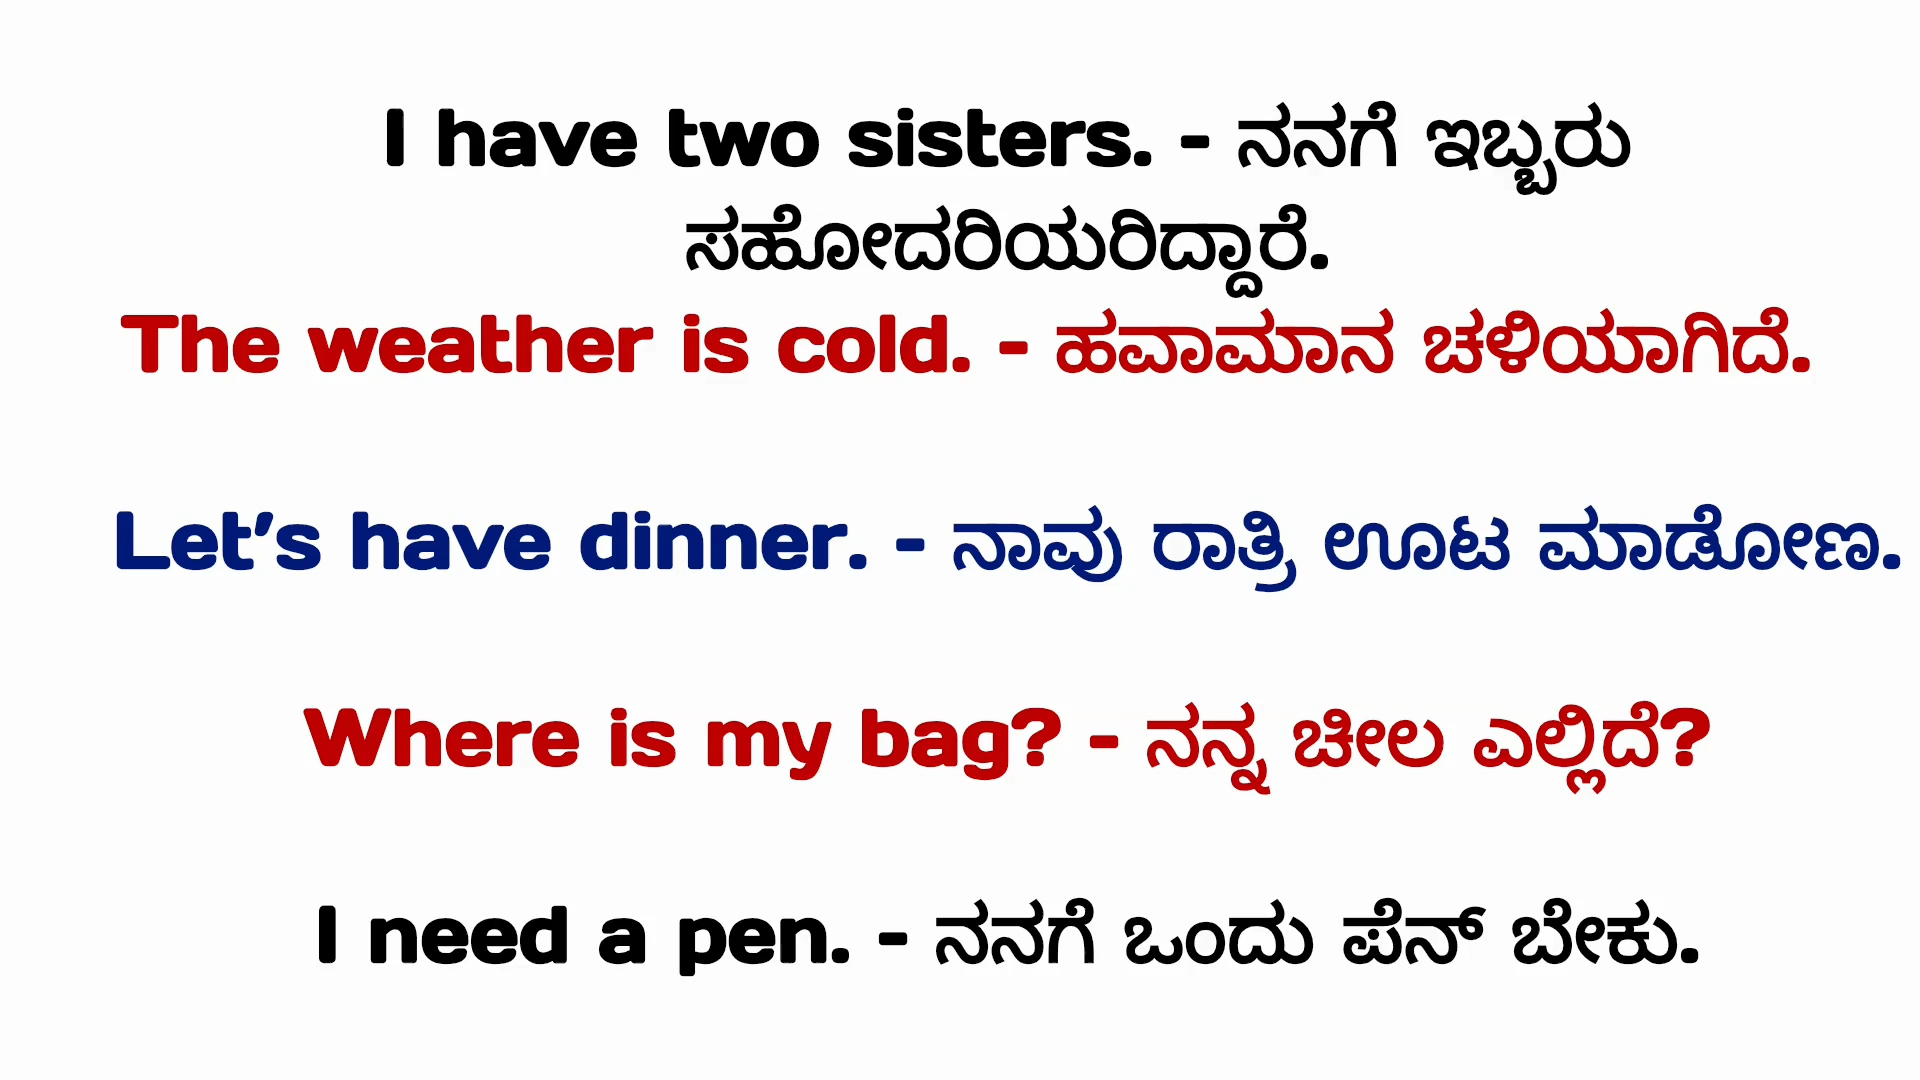 I have two sisters. - ನನಗೆ ಇಬ್ಬರು
ಸಹೋದರಿಯರಿದ್ದಾರೆ.
The weather is cold. - ಹವಾಮಾನ ಚಳಿಯಾಗಿದೆ.
Let's have dinner. - ನಾವು ರಾತ್ರಿ ಊಟ ಮಾಡೋಣ.
Where is my bag? - ನನ್ನ ಚೀಲ ಎಲ್ಲಿದೆ?
I need a pen. - ನನಗೆ ಒಂದು ಪೆನ್ ಬೇಕು.